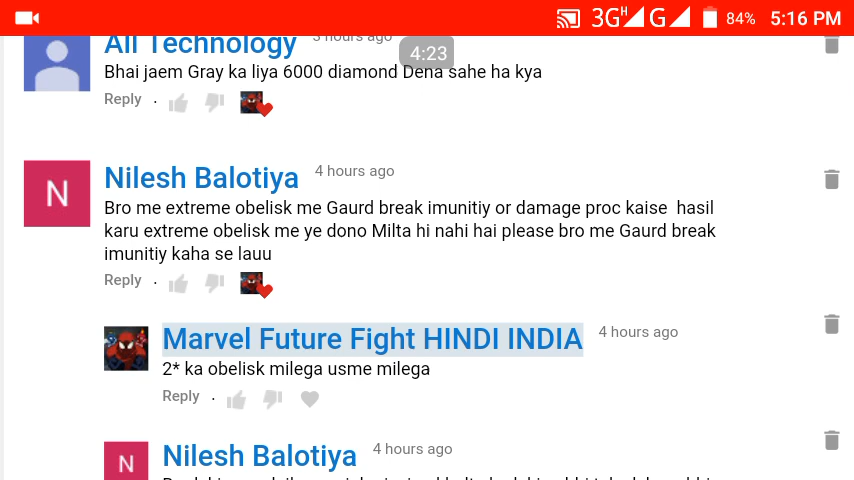 3G H G 84% 5:16 PM
All Technology 3 hours ago
4:23
Bhai jaem Gray ka liya 6000 diamond Dena sahe ha kya
Reply .
N
Nilesh Balotiya 4 hours ago
Bro me extreme obelisk me Gaurd break imunitiy or damage proc kaise hasil
karu extreme obelisk me ye dono Milta hi nahi hai please bro me Gaurd break
imunitiy kaha se lauu
Reply .
Marvel Future Fight HINDI INDIA 4 hours ago
2* ka obelisk milega usme milega
Reply .
N
Nilesh Balotiya 4 hours ago